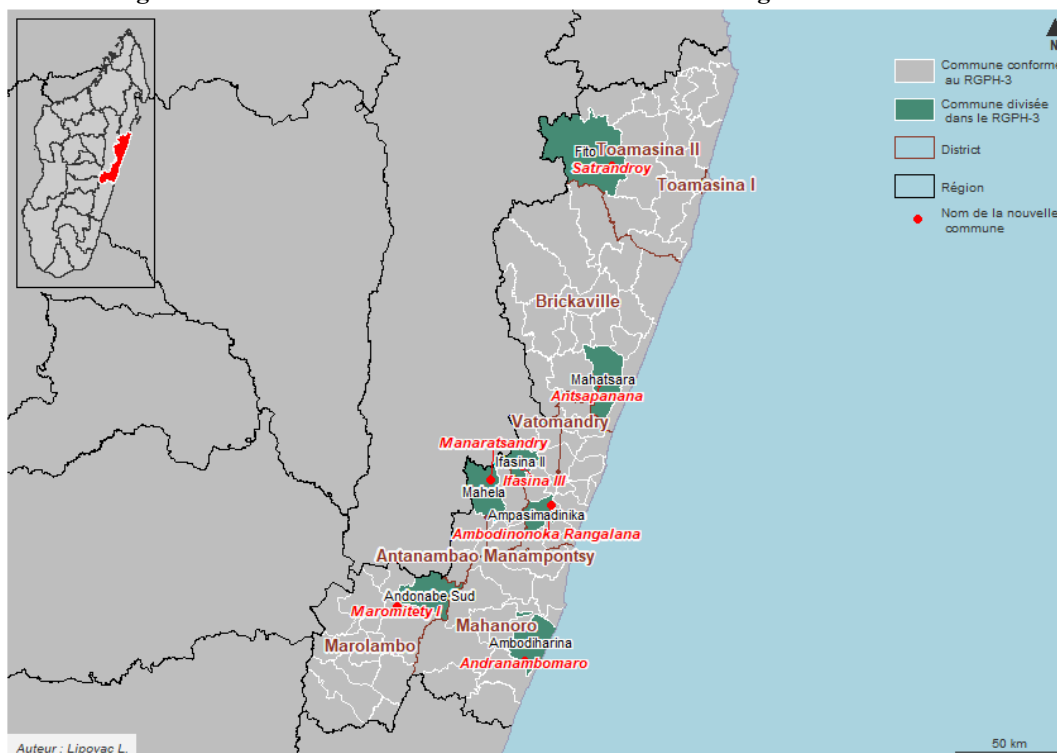 N
Commune conforme
au RGPH-3
Commune divisée
dans le RGPH-3
District
Région
Nom de la nouvelle
commune
Fito
Toamasina II
Satrandroy
Toamasina I
Brickaville
Mahatsara
Antsapanana
Vatomandry
Manaratsandry
Ifasina II
Ifasina III
Mahela
Ampasimadinika
Ambodinonoka Rangalana
Antanambao Manampontsy
Andonabe Sud
Maromitety I
Mahanoro
Marolambo
Ambodiharina
Andranambomaro
Auteur : Lipovac L.
50 km